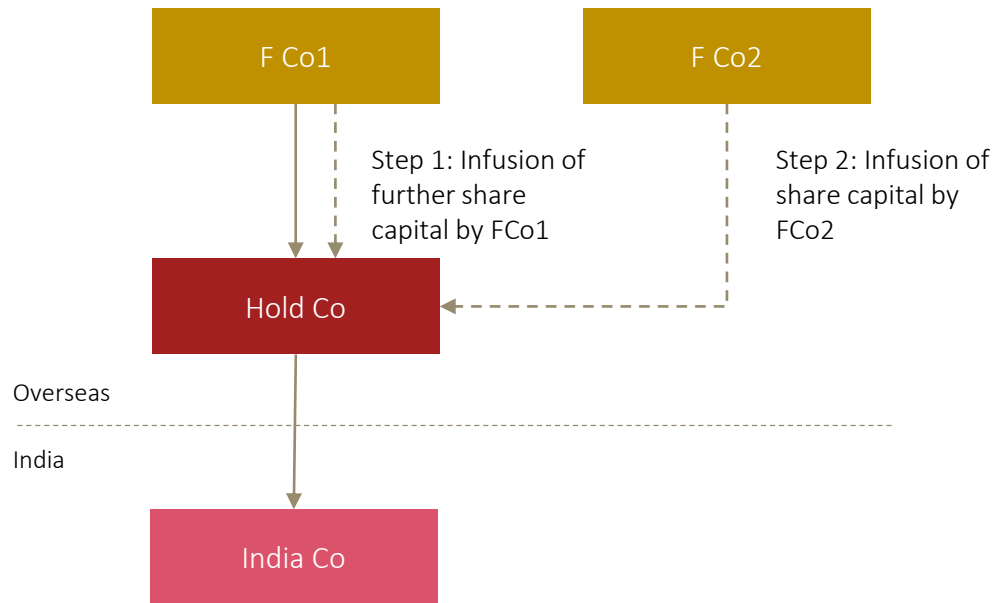 F Co1
F Co2
Step 1: Infusion of
further share
capital by FCo1
Step 2: Infusion of
share capital by
FCo2
Hold Co
Overseas
India
India Co